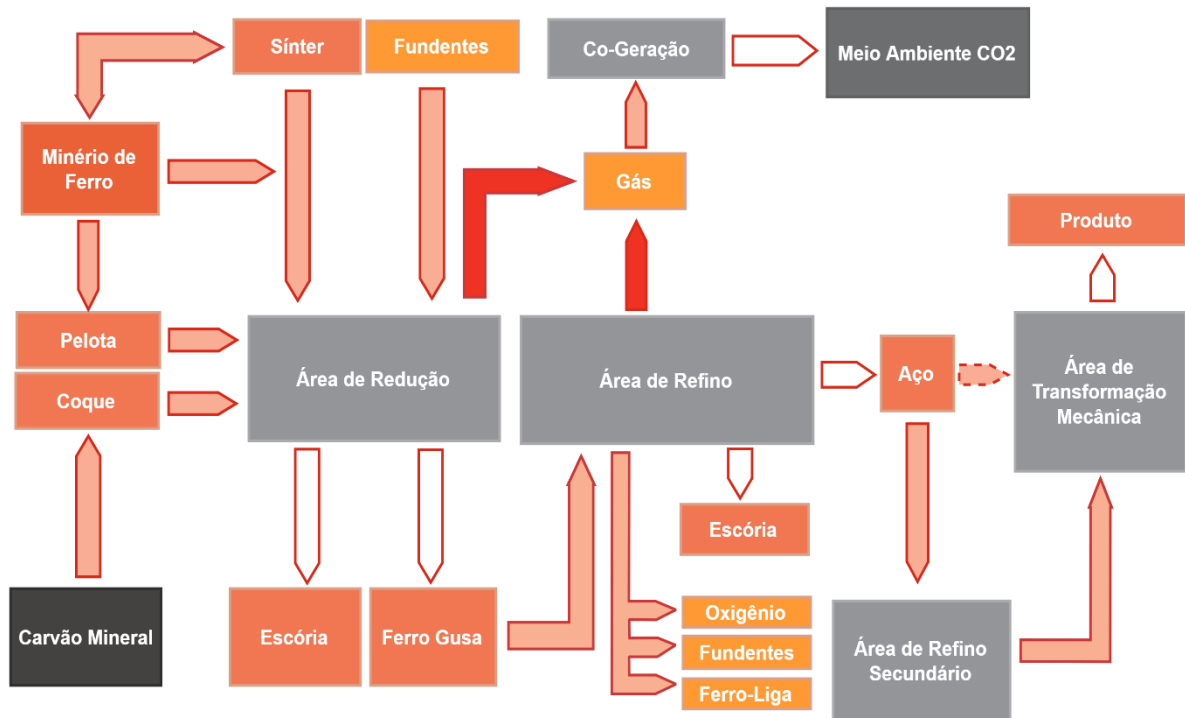 Sínter
Fundentes
Co-Geração
Meio Ambiente CO2
Minério de
Ferro
Gás
Produto
Pelota
Coque
Área de Redução
Área de Refino
Aço
Área de
Transformação
Mecânica
Escória
Carvão Mineral
Escória
Ferro Gusa
Oxigênio
Fundentes
Ferro-Liga
Área de Refino
Secundário